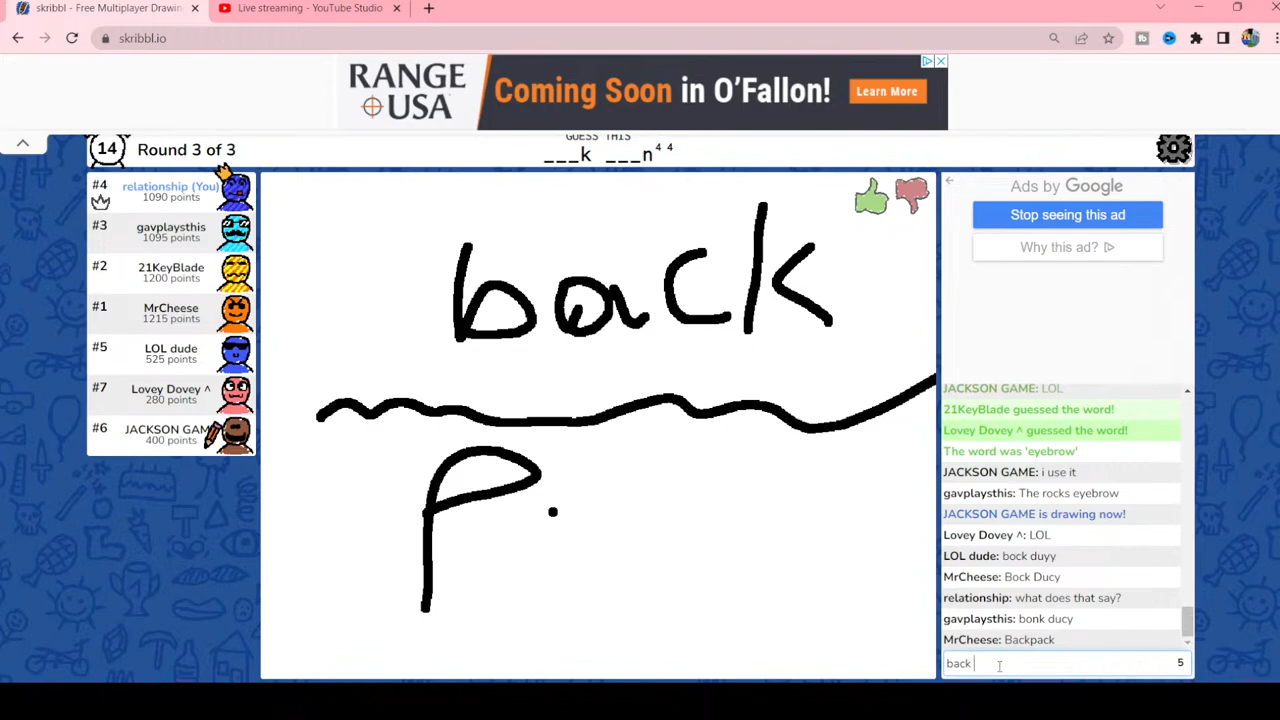 skribbl - Free Multiplayer Drawin
Live streaming - YouTube Studio
skribbl.io
RANGE
USA
Coming Soon in O'Fallon!
Learn More
14
Round 3 of 3
GUESS THIS
___k ___n 4 4
#4 relationship (You)
1090 points
#3 gavplaysthis
1095 points
#2 21KeyBlade
1200 points
#1 MrCheese
1215 points
#5 LOL dude
525 points
#7 Lovey Dovey ^
280 points
#6 JACKSON GAM
400 points
back
P
Ads by Google
Stop seeing this ad
Why this ad?
JACKSON GAME: LOL
21KeyBlade guessed the word!
Lovey Dovey ^ guessed the word!
The word was 'eyebrow'
JACKSON GAME: i use it
gavplaysthis: The rocks eyebrow
JACKSON GAME is drawing now!
Lovey Dovey ^: LOL
LOL dude: bock duyy
MrCheese: Bock Ducy
relationship: what does that say?
gavplaysthis: bonk ducy
MrCheese: Backpack
back 5